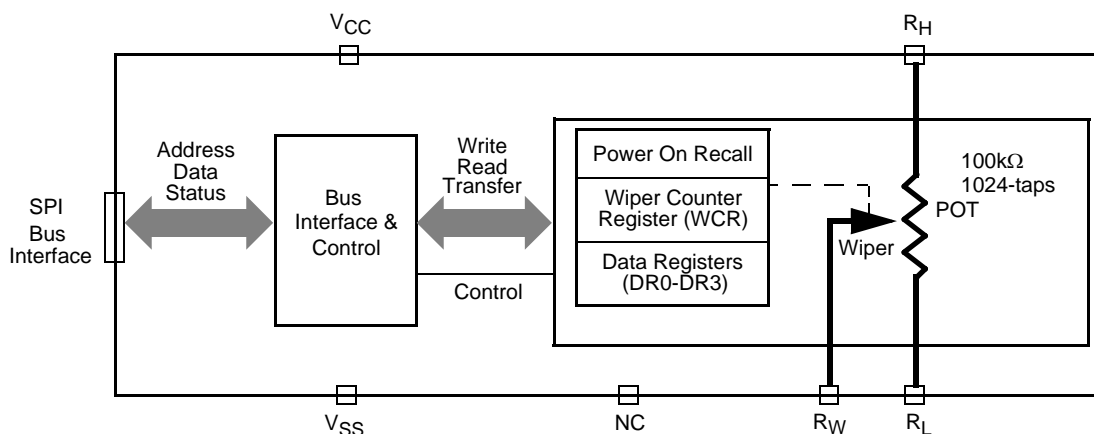 VCC
RH
Address
Data
Status
Write
Read
Transfer
Power On Recall
100kΩ
1024-taps
POT
SPI
Bus
Interface
Bus
Interface &
Control
Wiper Counter
Register (WCR)
Wiper
Data Registers
(DR0-DR3)
Control
VSS
NC
RW
RL